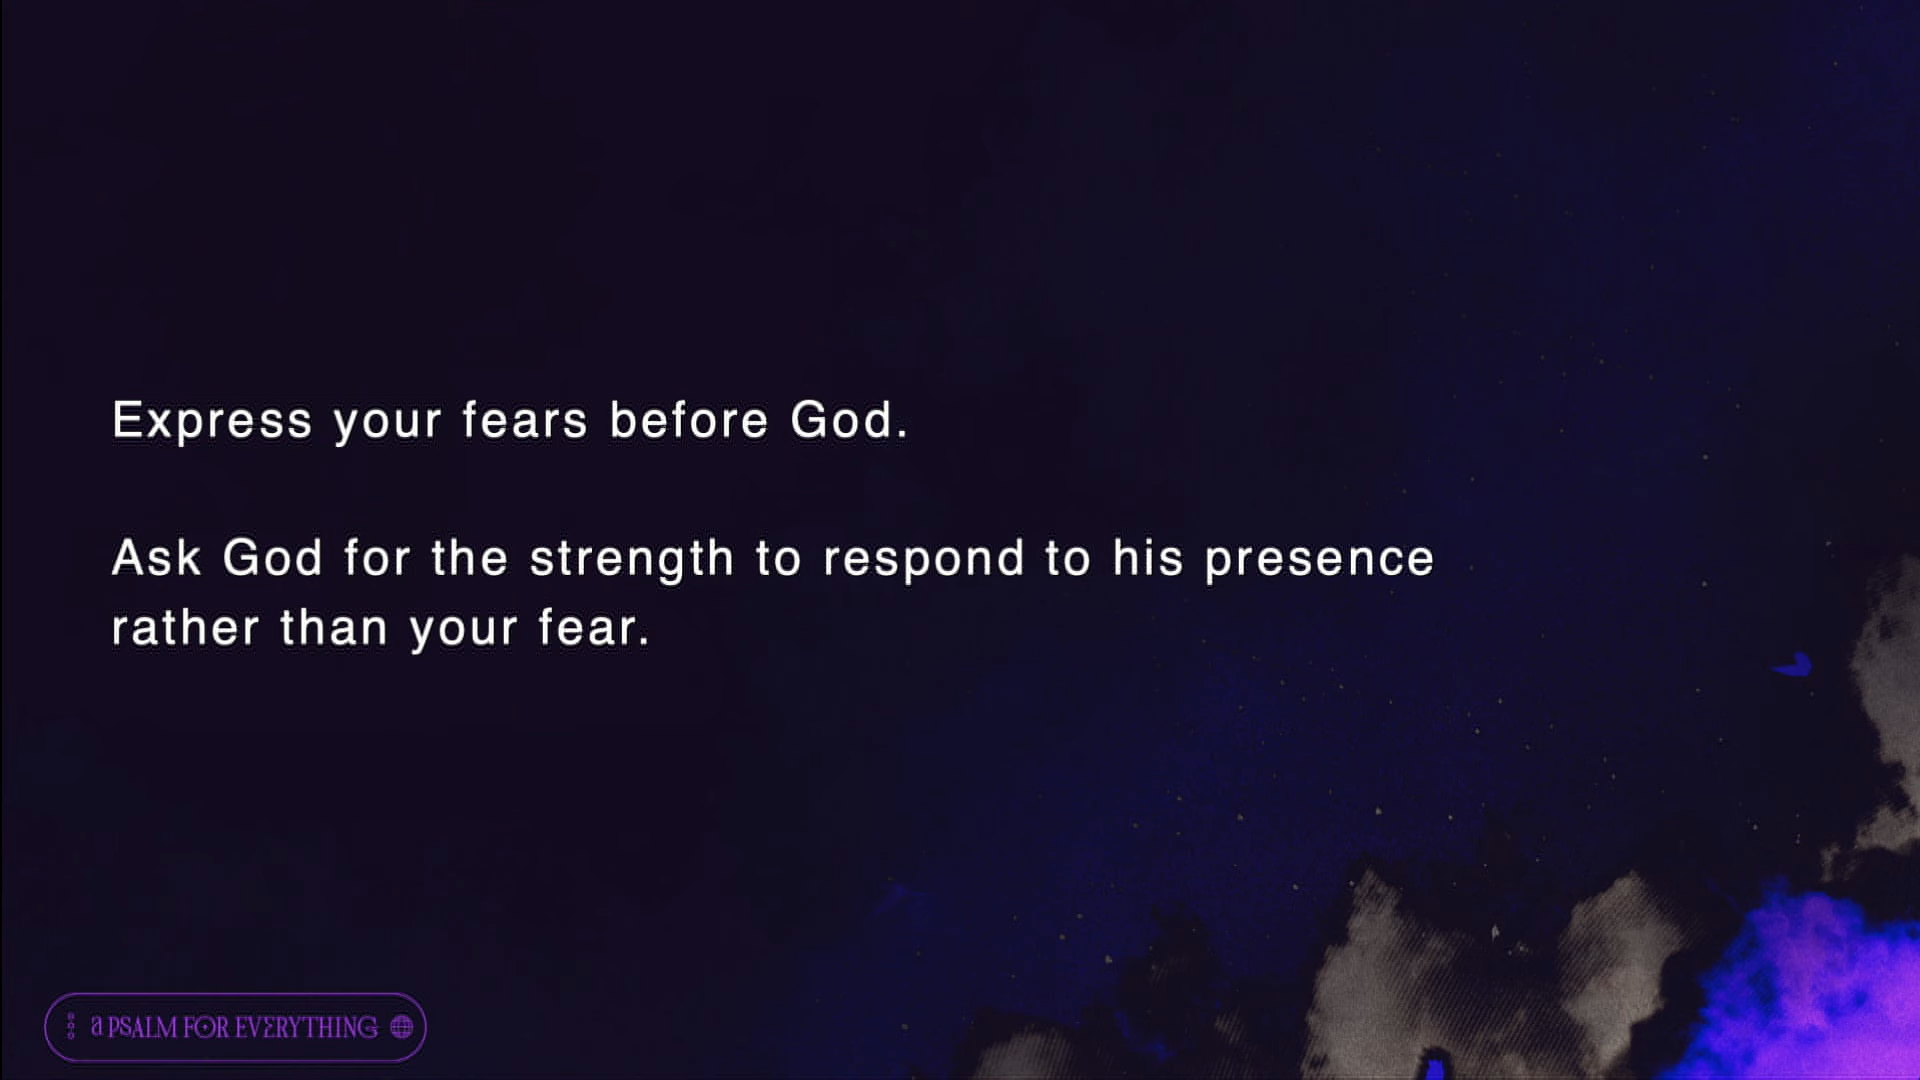 Express your fears before God.
Ask God for the strength to respond to his presence
rather than your fear.
a PSALM FOR EVERYTHING